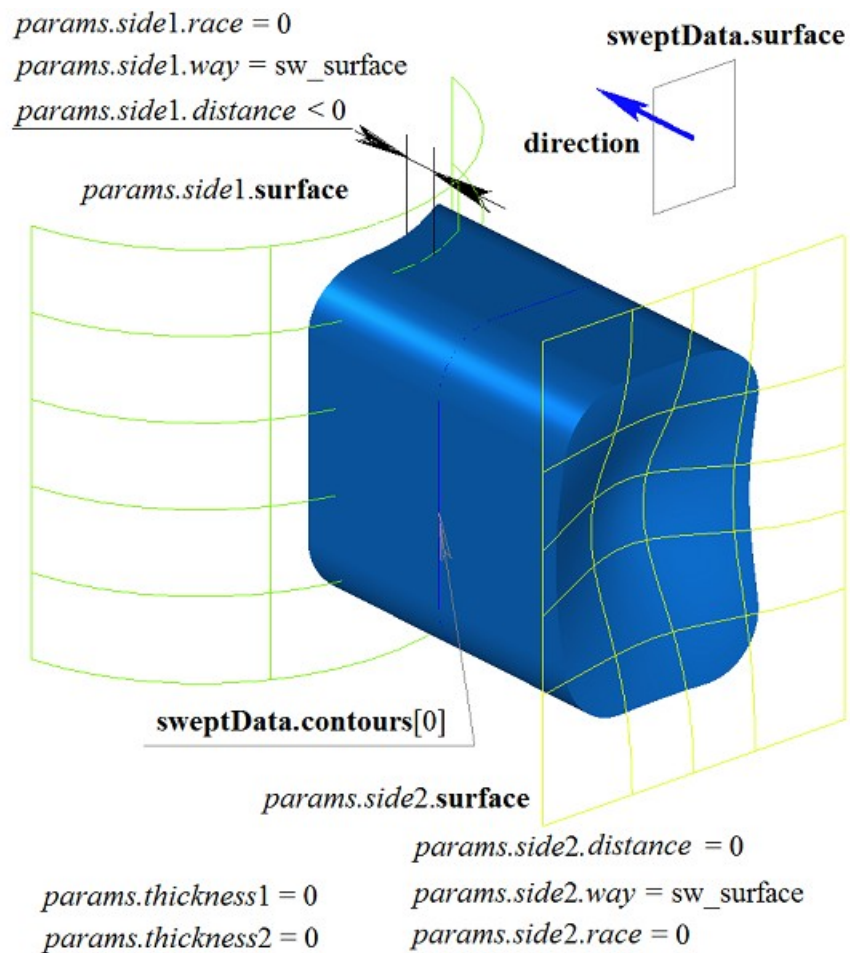 params.side1.race = 0
params.side1.way = sw_surface
params.side1.distance < 0
sweptData.surface
direction
params.side1.surface
sweptData.contours[0]
params.side2.surface
params.side2.distance = 0
params.thickness1 = 0
params.side2.way = sw_surface
params.thickness2 = 0
params.side2.race = 0